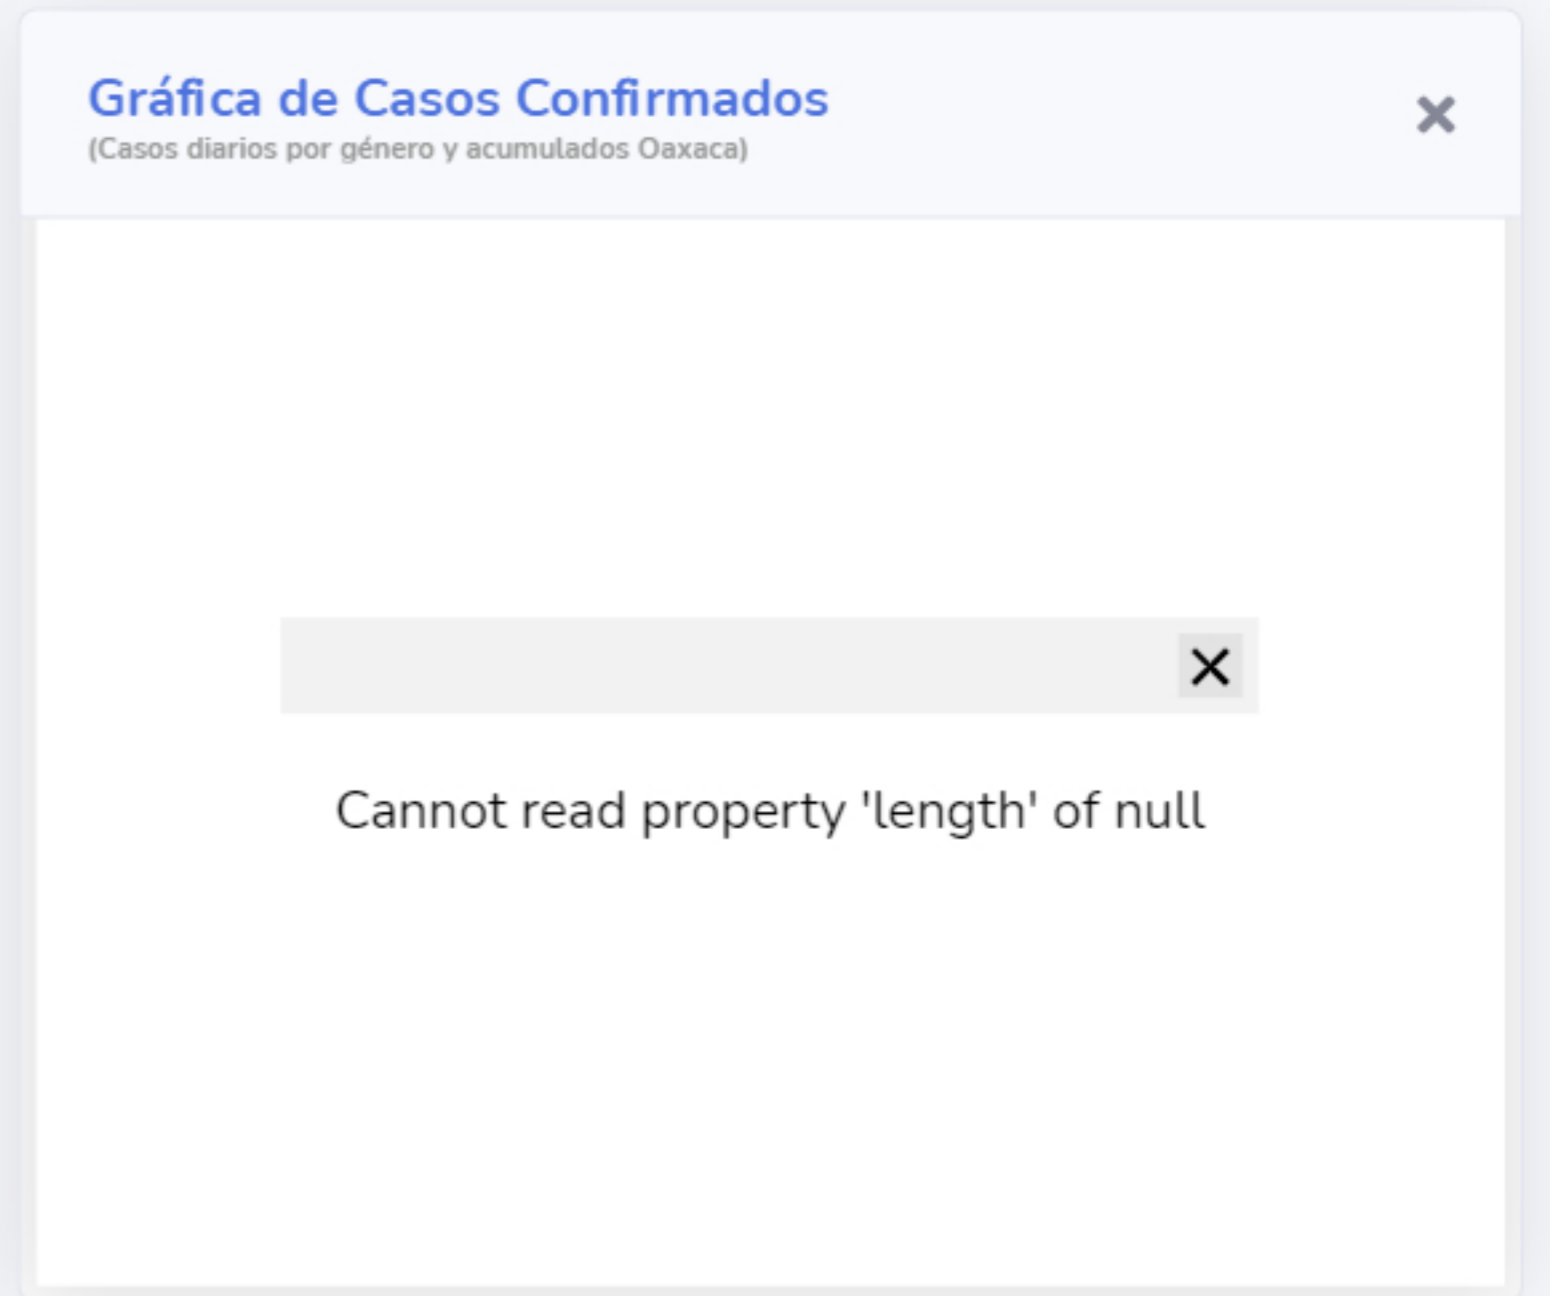 Gráfica de Casos Confirmados
(Casos diarios por género y acumulados Oaxaca)
Cannot read property 'length' of null